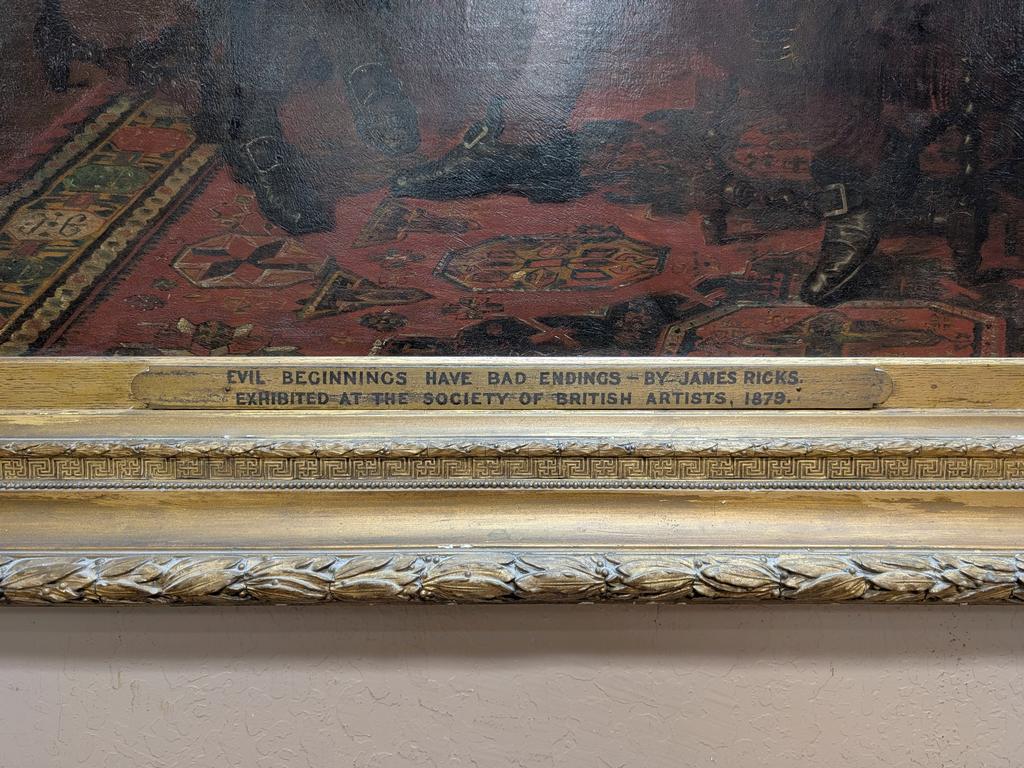 EVIL BEGINNINGS HAVE BAD ENDINGS – BY JAMES RICKS.
EXHIBITED AT THE SOCIETY OF BRITISH ARTISTS, 1879.